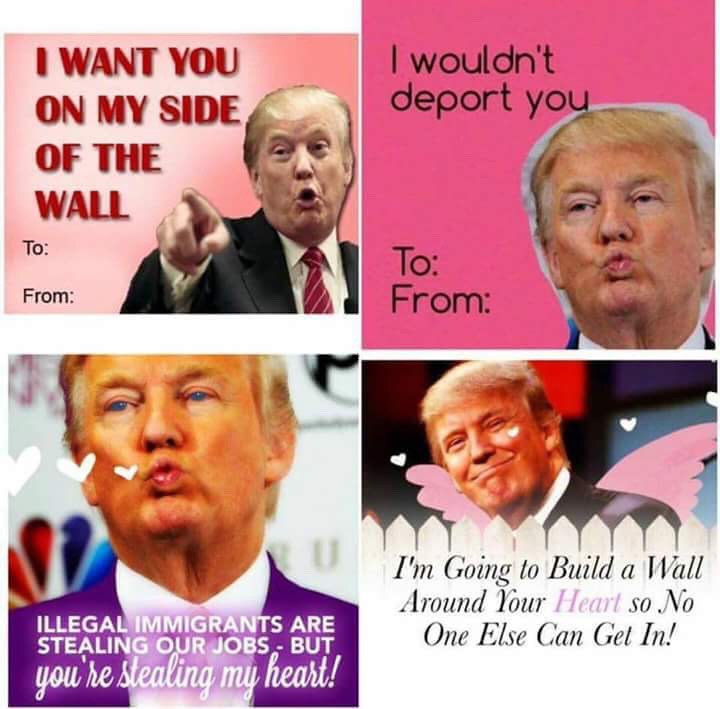 I WANT YOU
ON MY SIDE
OF THE
WALL
To:
From:
I wouldn't
deport you
To:
From:
ILLEGAL IMMIGRANTS ARE
STEALING OUR JOBS - BUT
you're stealing my heart!
I'm Going to Build a Wall
Around Your Heart so No
One Else Can Get In!